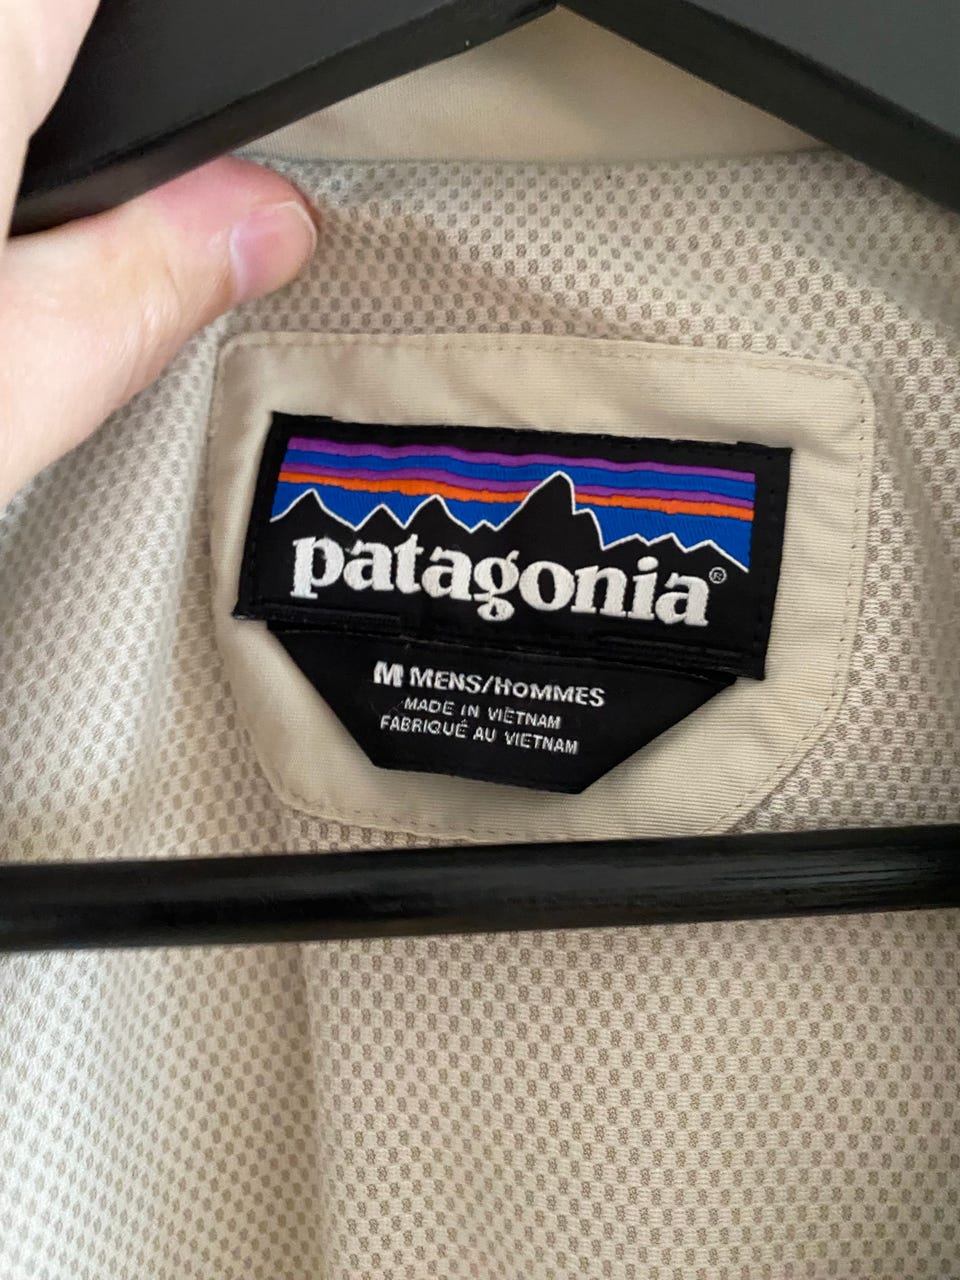 patagonia®
M MENS/HOMMES
MADE IN VIETNAM
FABRIQUÉ AU VIETNAM